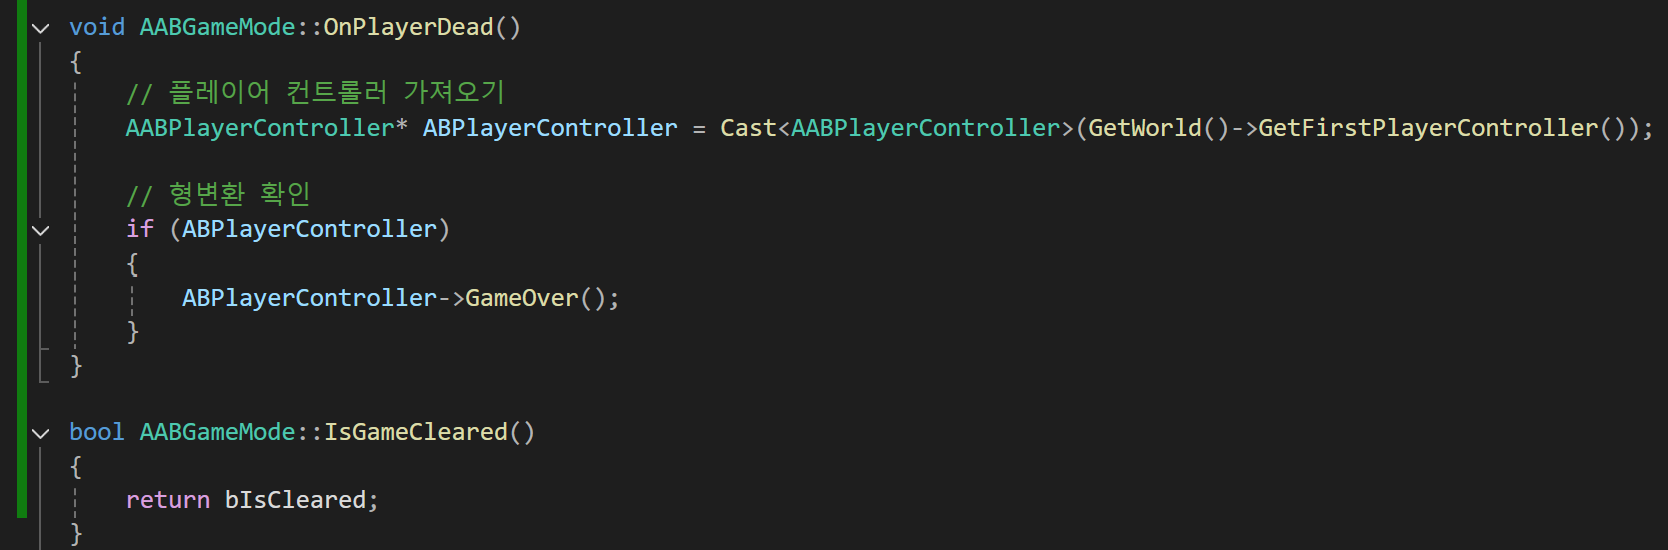 void AABGameMode::OnPlayerDead()
{
    // 플레이어 컨트롤러 가져오기
    AABPlayerController* ABPlayerController = Cast<AABPlayerController>(GetWorld()->GetFirstPlayerController());
    // 형변환 확인
    if (ABPlayerController)
    {
        ABPlayerController->GameOver();
    }
}
bool AABGameMode::IsGameCleared()
{
    return bIsCleared;
}